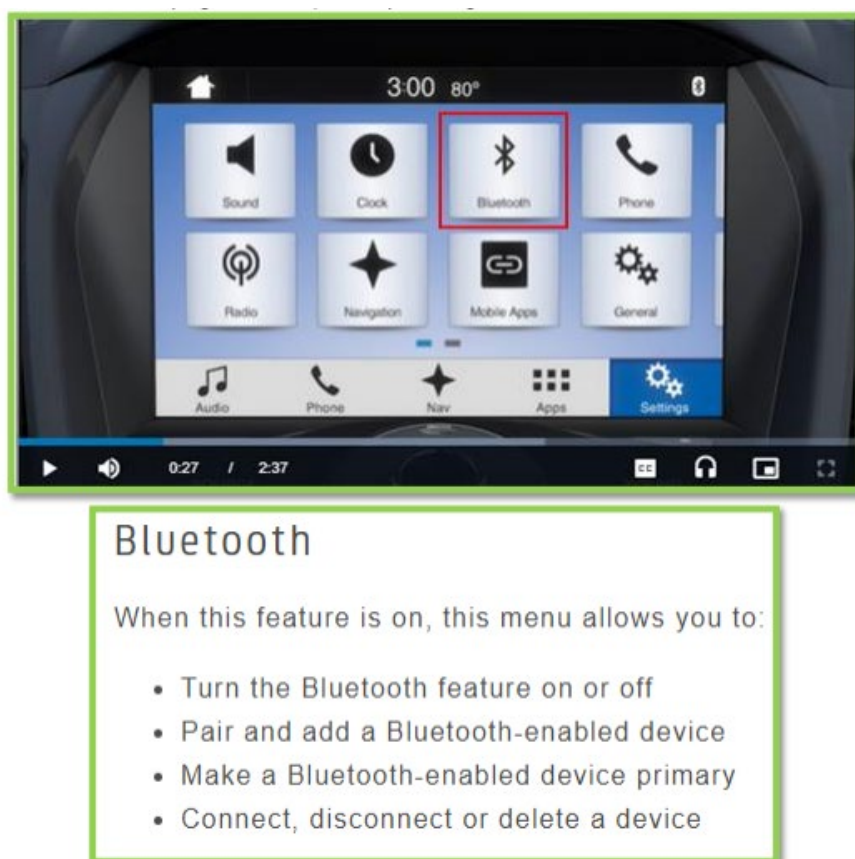 3:00 80°
Sound Clock Bluetooth Phone
Radio Navigation Mobile Apps General
Audio Phone Nav Apps Settings
0:27 / 2:37 CC
Bluetooth
When this feature is on, this menu allows you to:
• Turn the Bluetooth feature on or off
• Pair and add a Bluetooth-enabled device
• Make a Bluetooth-enabled device primary
• Connect, disconnect or delete a device